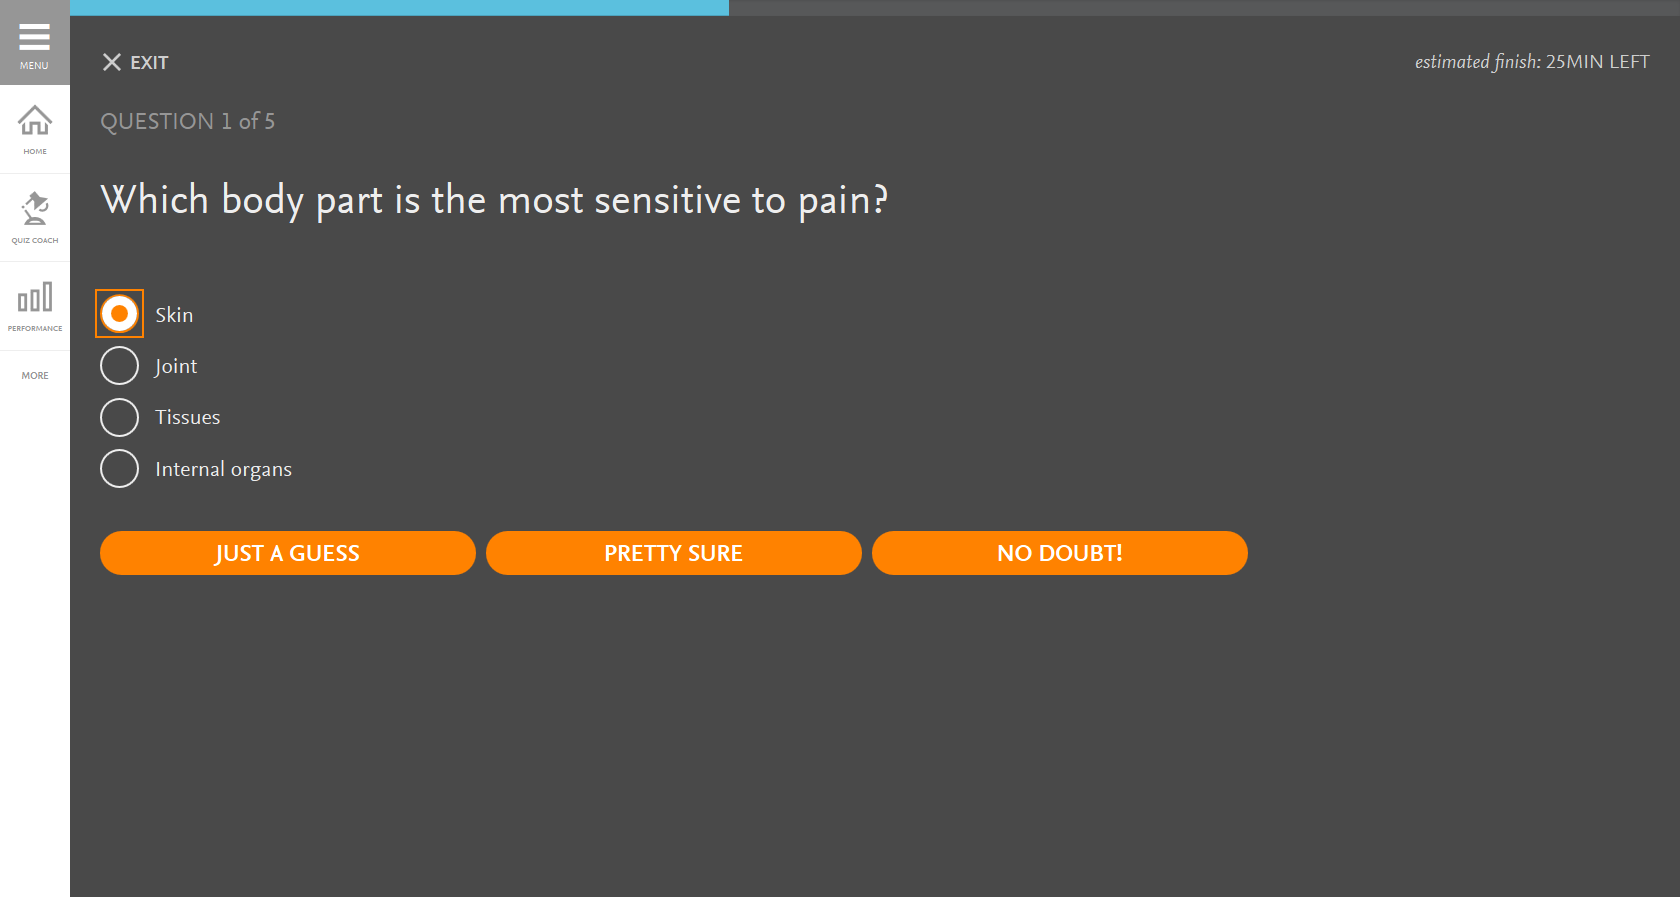 MENU
HOME
QUIZ COACH
PERFORMANCE
MORE
EXIT
estimated finish: 25MIN LEFT
QUESTION 1 of 5
Which body part is the most sensitive to pain?
Skin
Joint
Tissues
Internal organs
JUST A GUESS
PRETTY SURE
NO DOUBT!